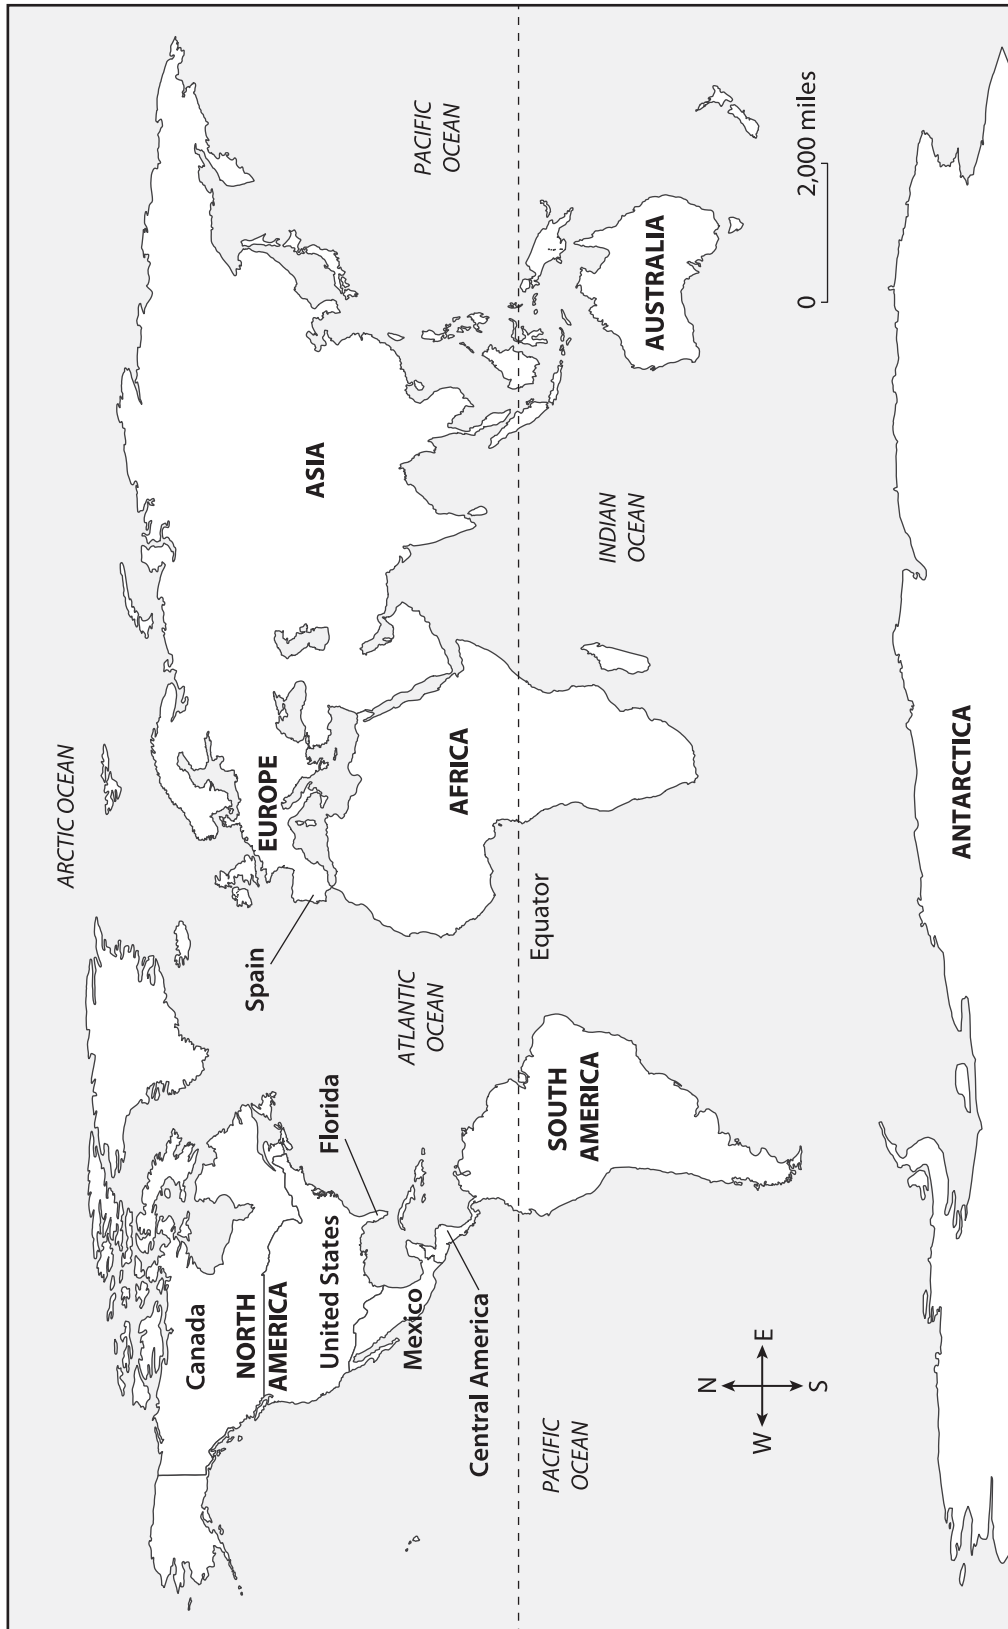 ARCTIC OCEAN
Canada
NORTH
AMERICA
United States
Mexico
Central America
Florida
Spain
EUROPE
ASIA
AFRICA
ATLANTIC
OCEAN
PACIFIC
OCEAN
Equator
SOUTH
AMERICA
PACIFIC
OCEAN
INDIAN
OCEAN
AUSTRALIA
N
W
E
S
0
2,000 miles
ANTARCTICA